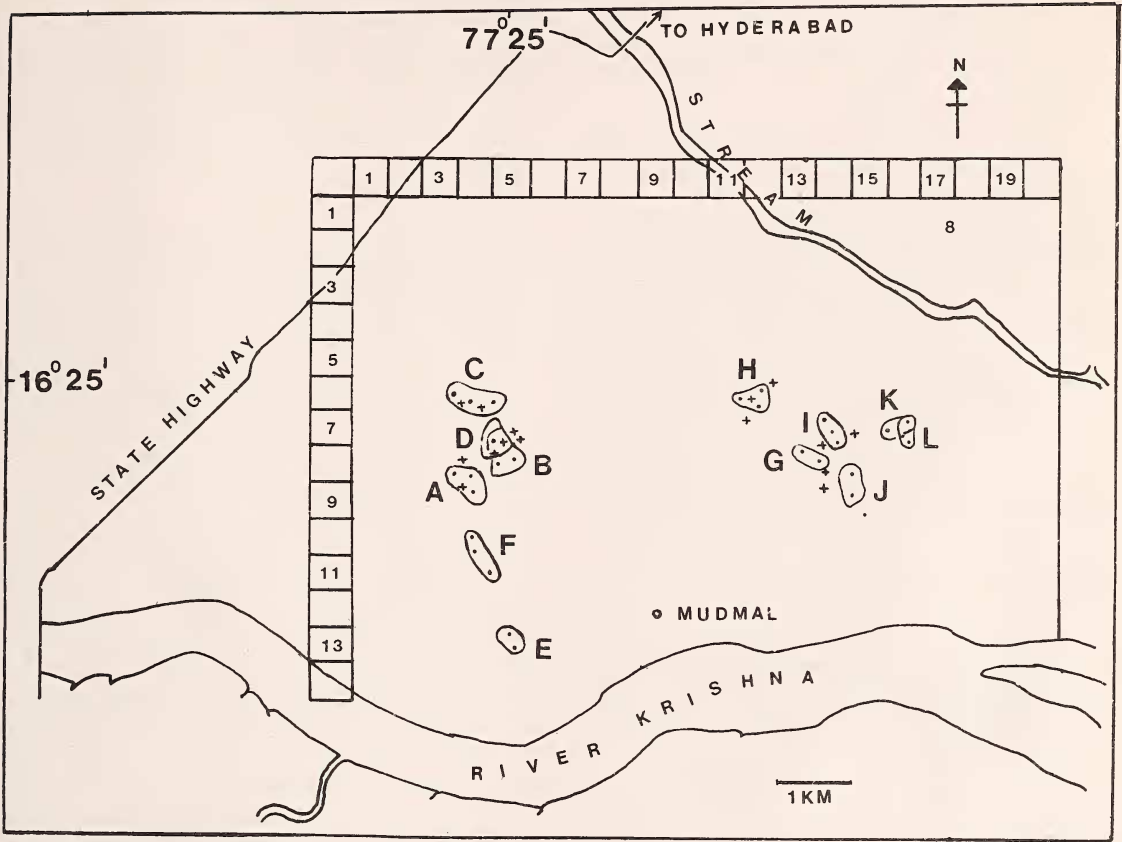 77°25'
TO HYDERABAD
N
STREAM
1 3 5 7 9 11 13 15 17 19
1
8
3
5
16°25'
STATE HIGHWAY
C
H
7
D
I
K
L
B
G
A
9
J
F
11
MUDMAL
13
E
RIVER KRISHNA
1KM